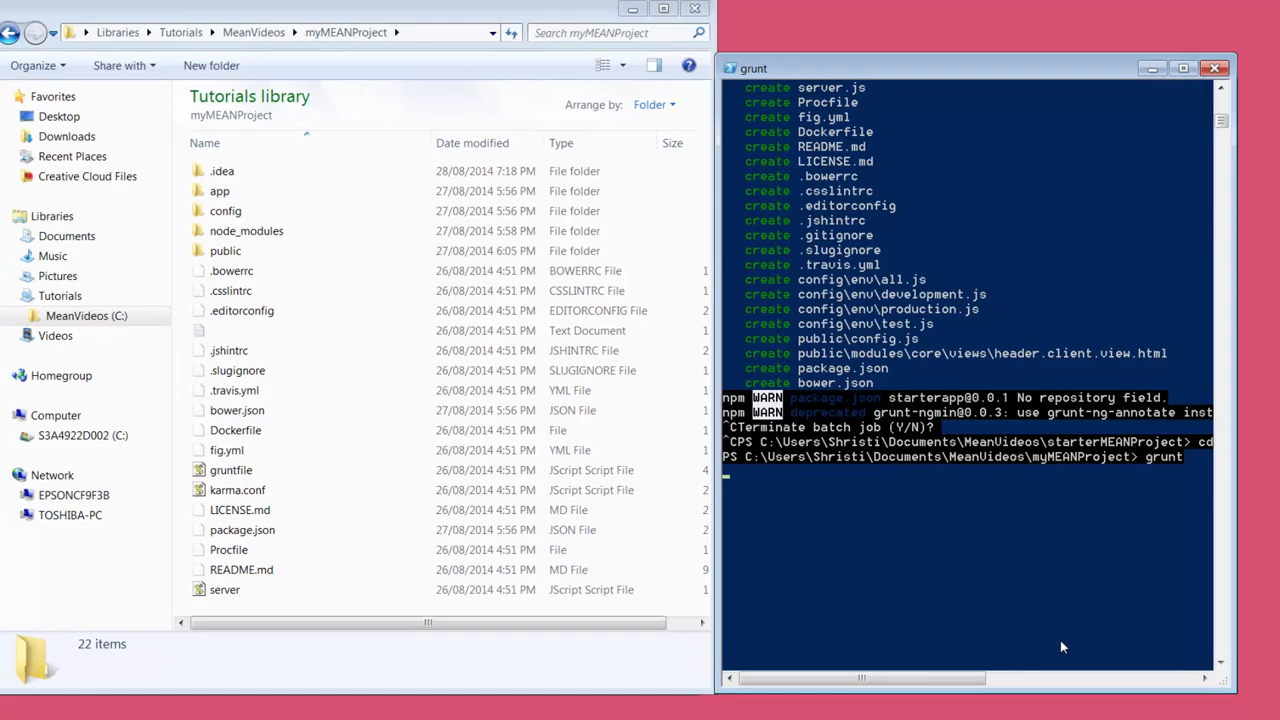 Libraries
Tutorials
MeanVideos
myMEANProject
Search myMEANProject
Organize
Share with
New folder
Favorites
Desktop
Downloads
Recent Places
Creative Cloud Files
Libraries
Documents
Music
Pictures
Tutorials
MeanVideos (C:)
Videos
Homegroup
Computer
S3A4922D002 (C:)
Network
EPSONCF9F3B
TOSHIBA-PC
Tutorials library
myMEANProject
Arrange by: Folder
Name Date modified Type Size
.idea 28/08/2014 7:18 PM File folder
app 27/08/2014 5:56 PM File folder
config 27/08/2014 5:56 PM File folder
node_modules 27/08/2014 5:58 PM File folder
public 27/08/2014 6:05 PM File folder
.bowerrc 26/08/2014 4:51 PM BOWERRC File 1
.csslintrc 26/08/2014 4:51 PM CSSLINTRC File 1
.editorconfig 26/08/2014 4:51 PM EDITORCONFIG File 1
26/08/2014 4:51 PM Text Document 1
.jshintrc 26/08/2014 4:51 PM JSHINTRC File 2
.slugignore 26/08/2014 4:51 PM SLUGIGNORE File 1
.travis.yml 26/08/2014 4:51 PM YML File 1
bower.json 26/08/2014 4:51 PM JSON File 1
Dockerfile 26/08/2014 4:51 PM File 1
fig.yml 26/08/2014 4:51 PM YML File 1
gruntfile 26/08/2014 4:51 PM JScript Script File 4
karma.conf 26/08/2014 4:51 PM JScript Script File 1
LICENSE.md 26/08/2014 4:51 PM MD File 2
package.json 27/08/2014 5:56 PM JSON File 2
Procfile 26/08/2014 4:51 PM File 1
README.md 26/08/2014 4:51 PM MD File 9
server 26/08/2014 4:51 PM JScript Script File 1
22 items
grunt
create server.js
create Procfile
create fig.yml
create Dockerfile
create README.md
create LICENSE.md
create .bowerrc
create .csslintrc
create .editorconfig
create .jshintrc
create .gitignore
create .slugignore
create .travis.yml
create config\env\all.js
create config\env\development.js
create config\env\production.js
create config\env\test.js
create public\config.js
create public\modules\core\views\header.client.view.html
create package.json
create bower.json
npm WARN package.json starterapp@0.0.1 No repository field.
npm WARN deprecated grunt-ngmin@0.0.3: use grunt-ng-annotate inst
^CTerminate batch job (Y/N)?
^CPS C:\Users\Shristi\Documents\MeanVideos\starterMEANProject> cd
PS C:\Users\Shristi\Documents\MeanVideos\myMEANProject> grunt